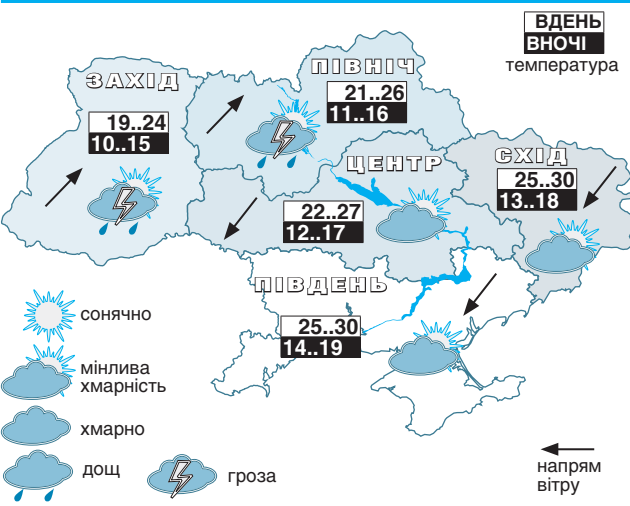 ВДЕНЬ
ВНОЧІ
температура
ЗАХІД
19..24
10..15
ПІВНІЧ
21..26
11..16
ЦЕНТР
22..27
12..17
СХІД
25..30
13..18
ПІВДЕНЬ
25..30
14..19
сонячно
мінлива
хмарність
хмарно
дощ
гроза
напрям
вітру